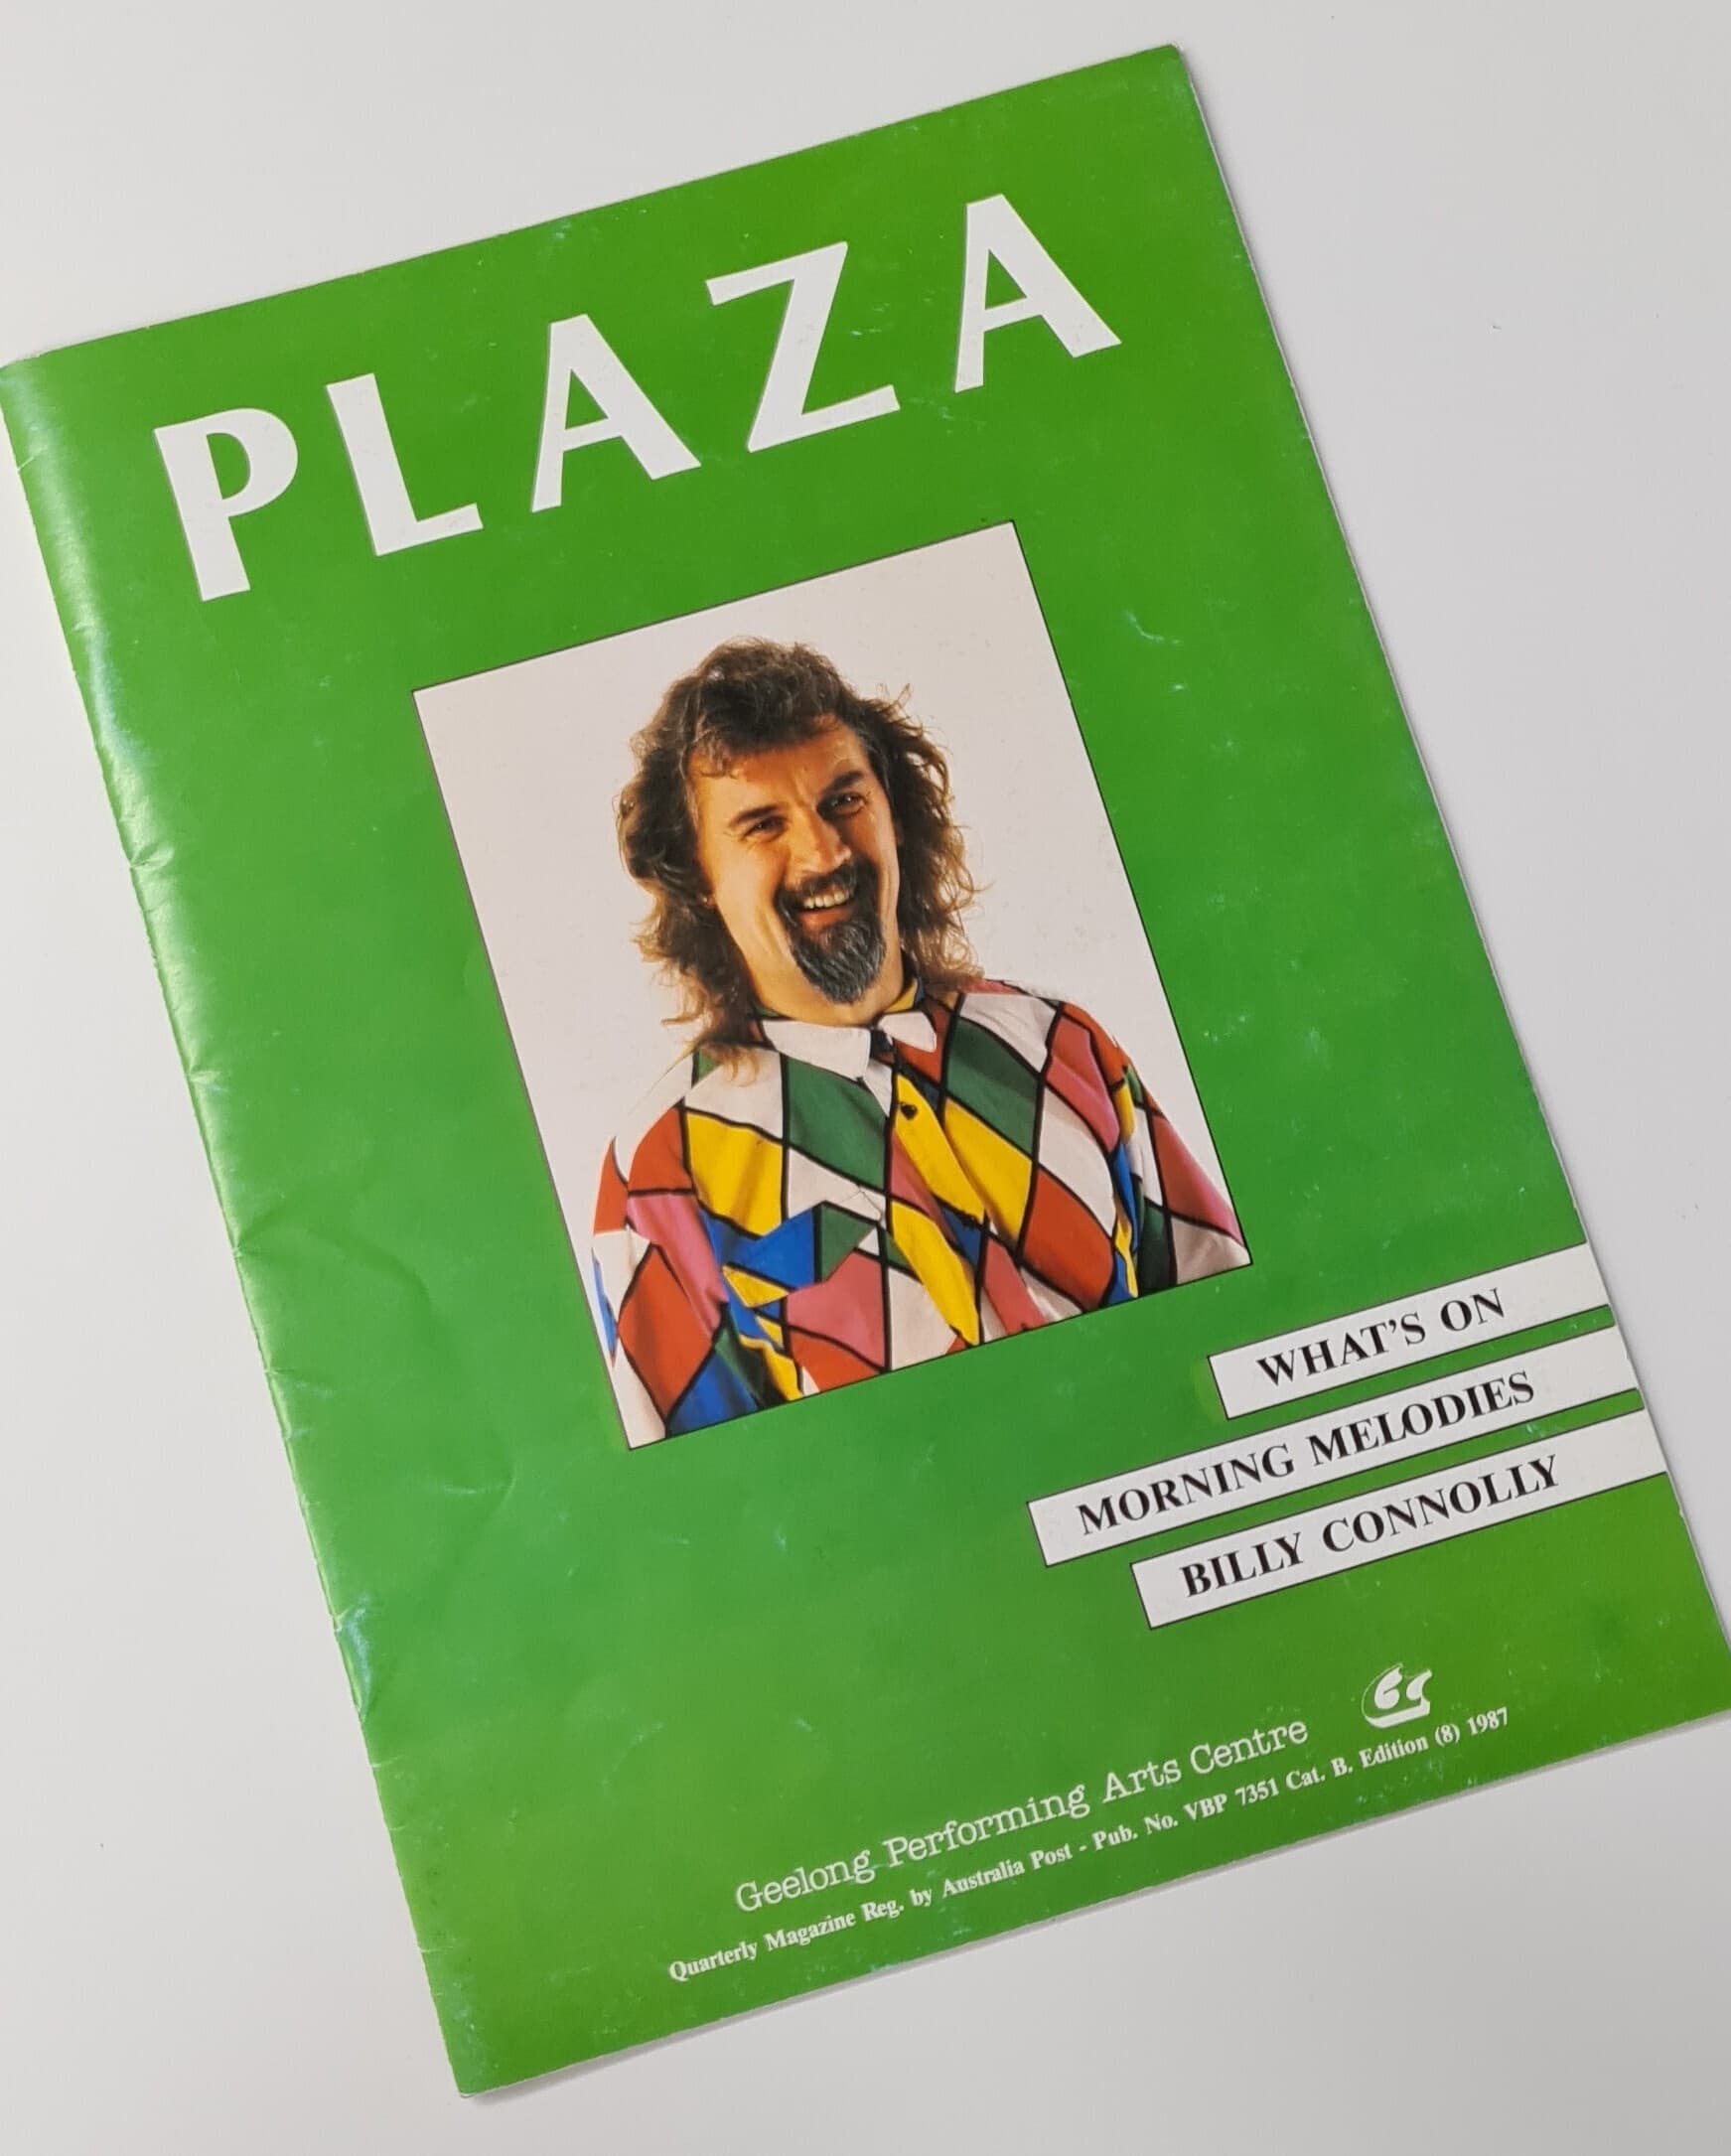 PLAZA
WHAT'S ON
MORNING MELODIES
BILLY CONNOLLY
Geelong Performing Arts Centre
Quarterly Magazine Reg. by Australia Post - Pub. No. VBP 7351 Cat. B. Edition (8) 1987